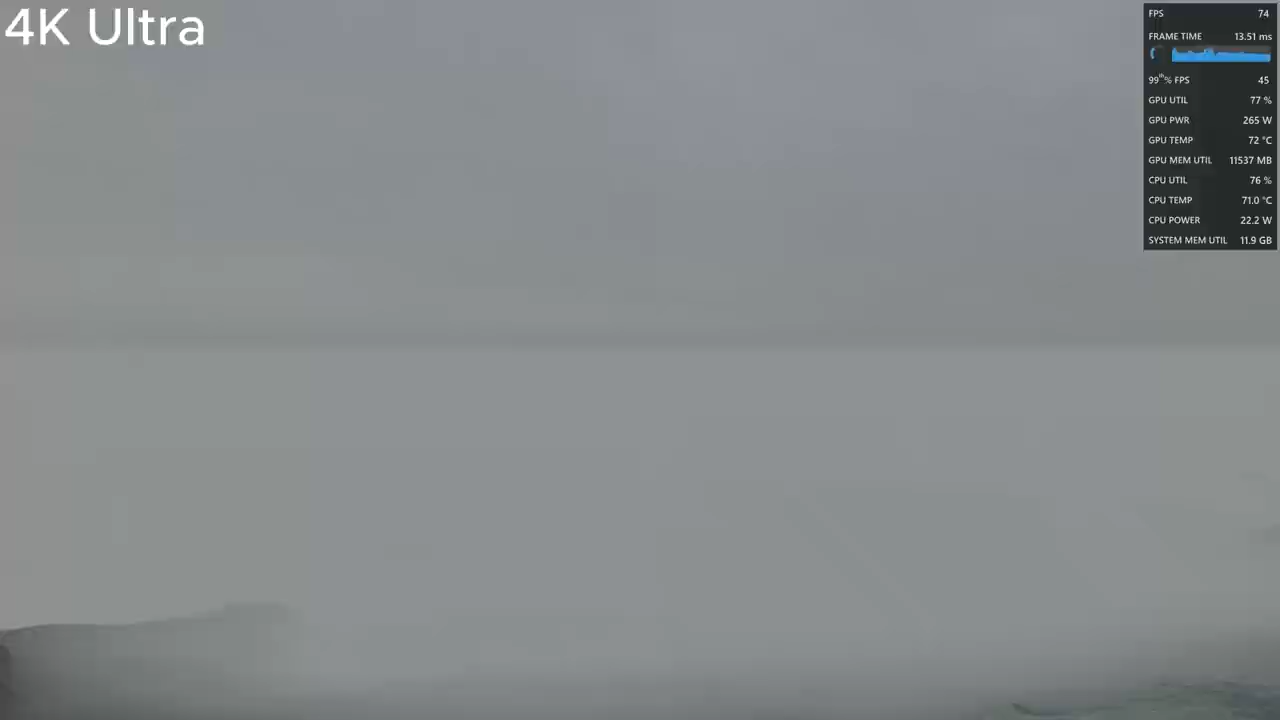 4K Ultra
FPS 74
FRAME TIME 13.51 ms
99th% FPS 45
GPU UTIL 77 %
GPU PWR 265 W
GPU TEMP 72 °C
GPU MEM UTIL 11537 MB
CPU UTIL 76 %
CPU TEMP 71.0 °C
CPU POWER 22.2 W
SYSTEM MEM UTIL 11.9 GB